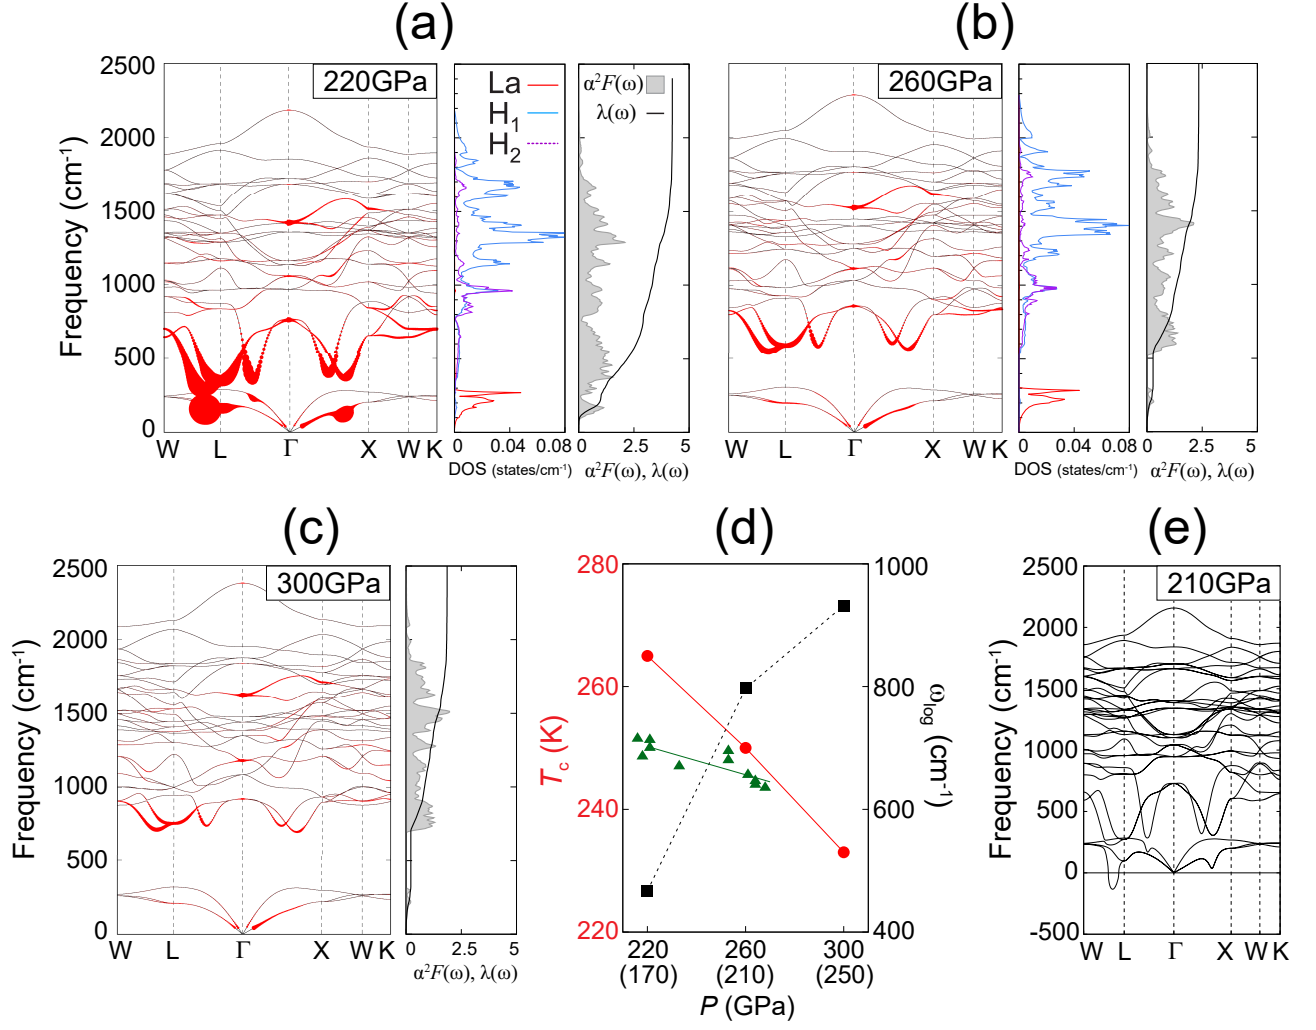 (a)
2500
2000
1500
1000
500
0
Frequency (cm⁻¹)
220GPa
W L Γ X W K
La
H₁
H₂
0 0.04 0.08
DOS (states/cm⁻¹)
α²F(ω)
λ(ω)
0 2.5 5
α²F(ω), λ(ω)
(b)
260GPa
W L Γ X W K
0 0.04 0.08
DOS (states/cm⁻¹)
0 2.5 5
α²F(ω), λ(ω)
(c)
2500
2000
1500
1000
500
0
Frequency (cm⁻¹)
300GPa
W L Γ X W K
0 2.5 5
α²F(ω), λ(ω)
(d)
280
260
240
220
Tc (K)
1000
800
600
400
ωlog (cm⁻¹)
220 260 300
(170) (210) (250)
P (GPa)
(e)
2500
2000
1500
1000
500
0
-500
Frequency (cm⁻¹)
210GPa
W L Γ X W K